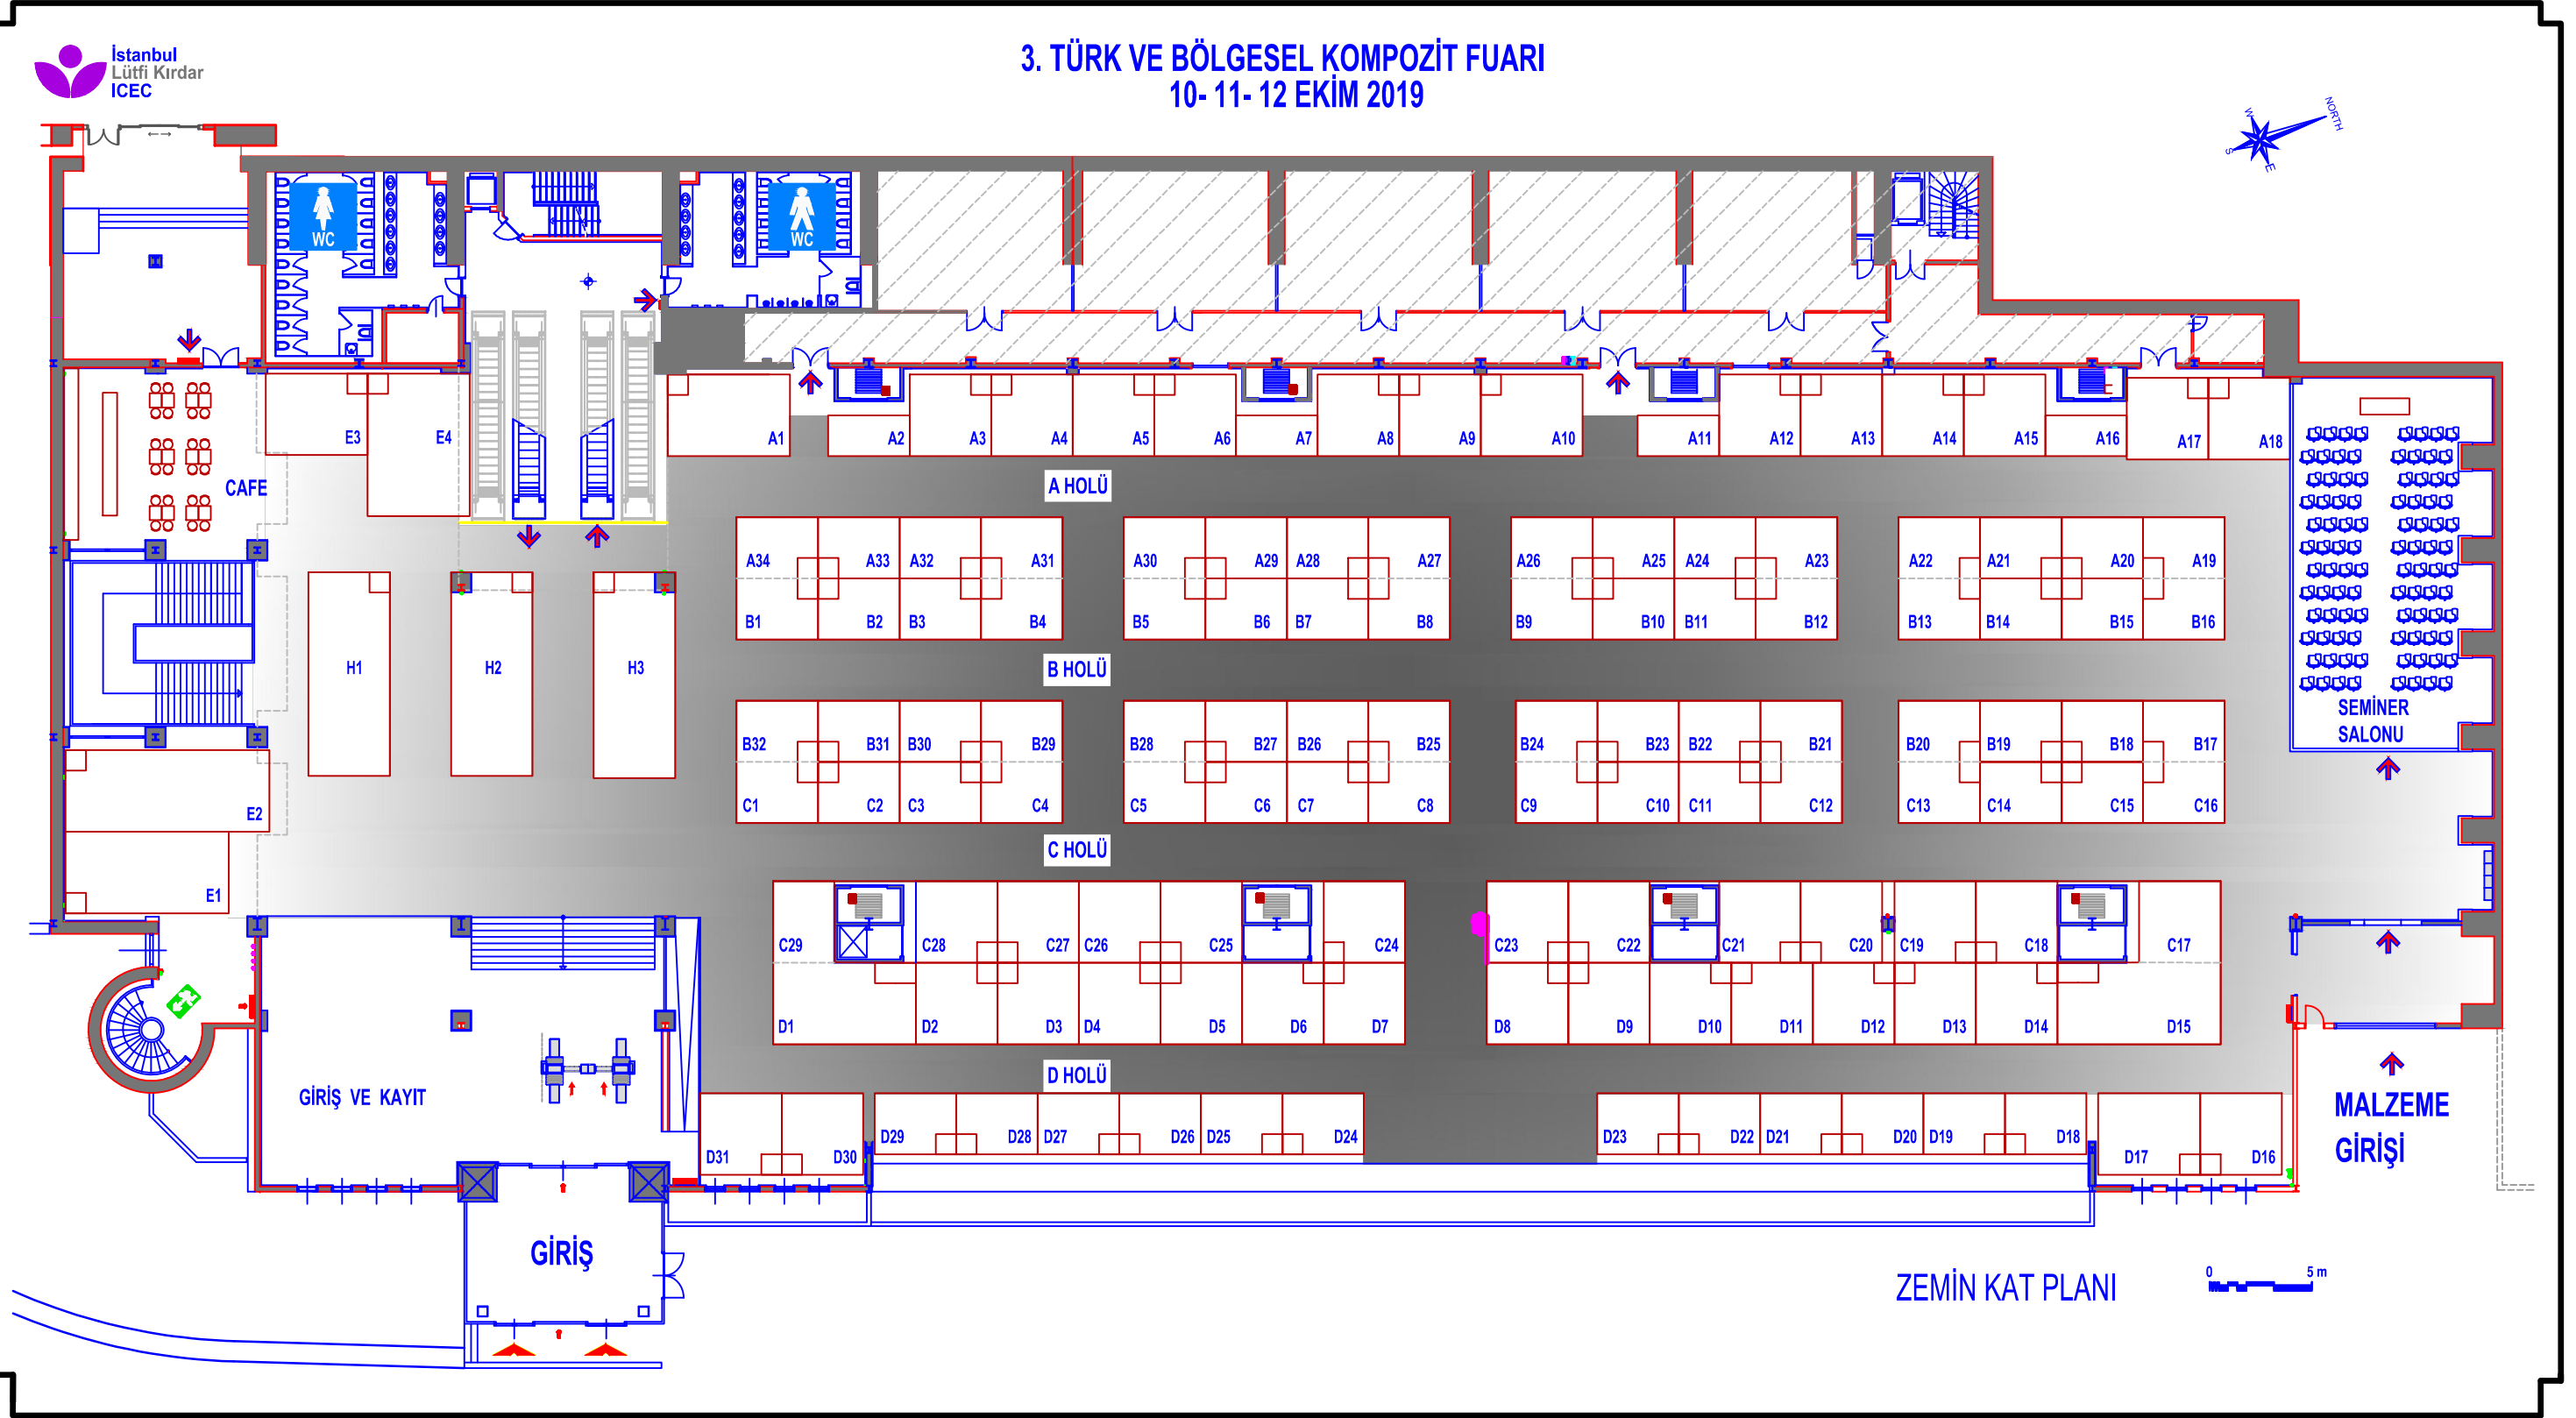 İstanbul
Lütfi Kırdar
ICEC
3. TÜRK VE BÖLGESEL KOMPOZİT FUARI
10- 11- 12 EKİM 2019
NORTH
W
S
E
WC
WC
E3
E4
A1
A2
A3
A4
A5
A6
A7
A8
A9
A10
A11
A12
A13
A14
A15
A16
A17
A18
CAFE
A HOLÜ
A34
A33
A32
A31
A30
A29
A28
A27
A26
A25
A24
A23
A22
A21
A20
A19
B1
B2
B3
B4
B5
B6
B7
B8
B9
B10
B11
B12
B13
B14
B15
B16
H1
H2
H3
B HOLÜ
SEMİNER
SALONU
B32
B31
B30
B29
B28
B27
B26
B25
B24
B23
B22
B21
B20
B19
B18
B17
E2
C1
C2
C3
C4
C5
C6
C7
C8
C9
C10
C11
C12
C13
C14
C15
C16
C HOLÜ
E1
C29
C28
C27
C26
C25
C24
C23
C22
C21
C20
C19
C18
C17
D1
D2
D3
D4
D5
D6
D7
D8
D9
D10
D11
D12
D13
D14
D15
D HOLÜ
GİRİŞ VE KAYIT
MALZEME
GİRİŞİ
D31
D30
D29
D28
D27
D26
D25
D24
D23
D22
D21
D20
D19
D18
D17
D16
GİRİŞ
ZEMİN KAT PLANI
0
5 m